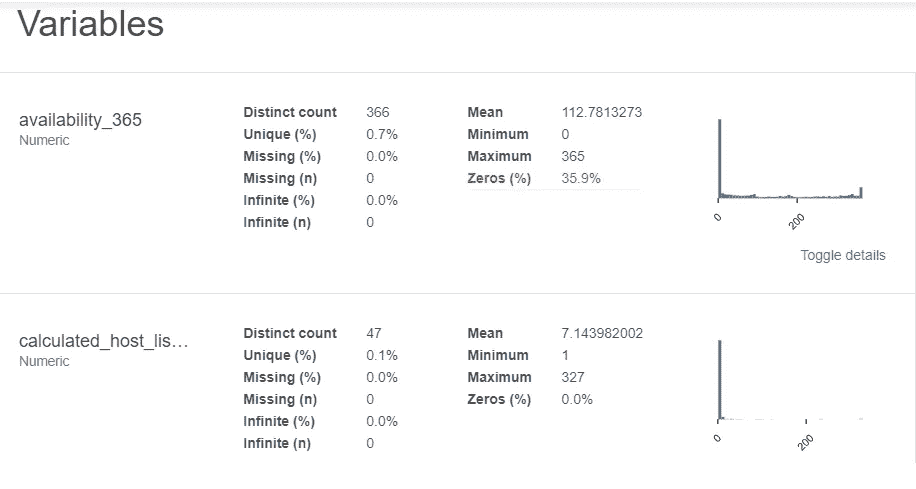 Variables
availability_365
Numeric
Distinct count 366
Unique (%) 0.7%
Missing (%) 0.0%
Missing (n) 0
Infinite (%) 0.0%
Infinite (n) 0
Mean 112.7813273
Minimum 0
Maximum 365
Zeros (%) 35.9%
0
200
Toggle details
calculated_host_lis...
Numeric
Distinct count 47
Unique (%) 0.1%
Missing (%) 0.0%
Missing (n) 0
Infinite (%) 0.0%
Infinite (n) 0
Mean 7.143982002
Minimum 1
Maximum 327
Zeros (%) 0.0%
0
200